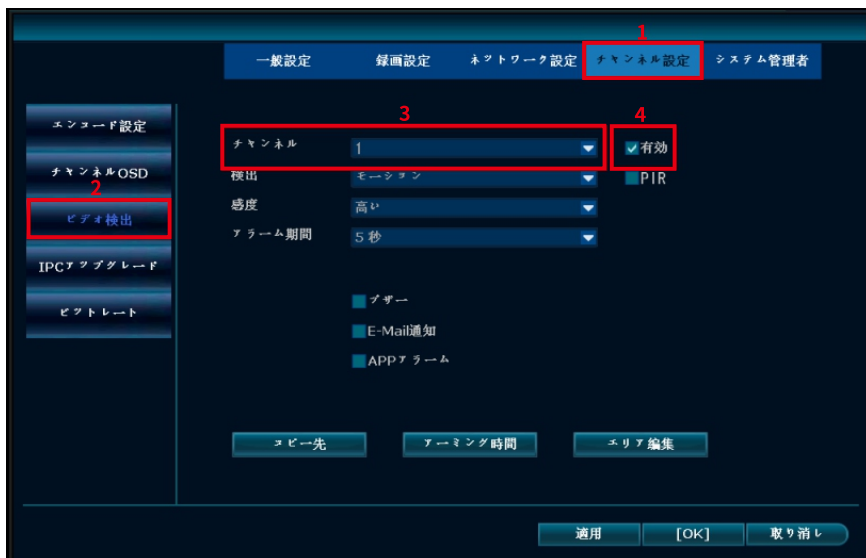 1
一般設定 録画設定 ネットワーク設定 チャンネル設定 システム管理者
エンコード設定
チャンネルOSD
2
ビデオ検出
IPCアップグレード
ビットレート
3
4
チャンネル 1 有効
検出 モーション PIR
感度 高い
アラーム期間 5秒
ブザー
E-Mail通知
APPアラーム
コピー先 アーミング時間 エリア編集
適用 [OK] 取り消し